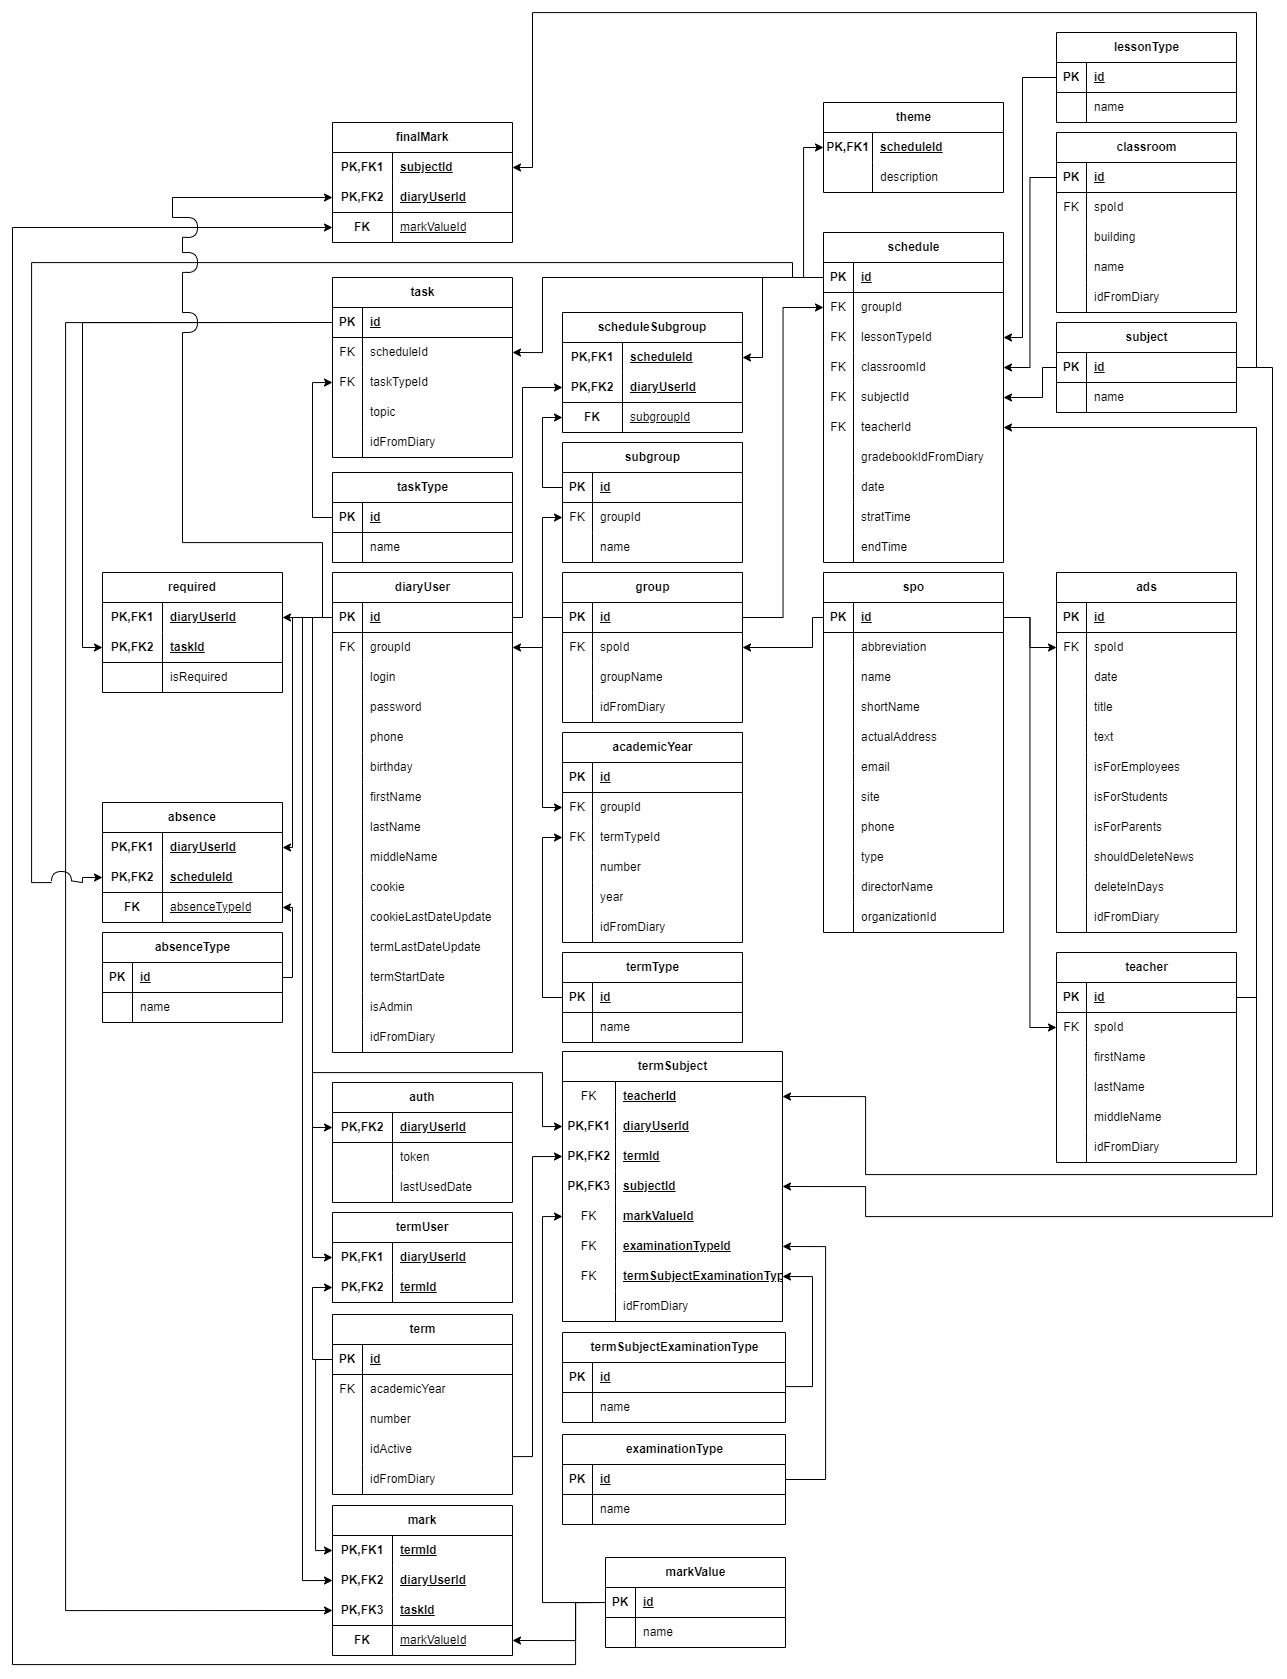 lessonType
PK id
name
theme
PK,FK1 scheduleId
description
finalMark
PK,FK1 subjectId
PK,FK2 diaryUserId
FK markValueId
classroom
PK id
FK spoId
building
name
idFromDiary
schedule
PK id
FK groupId
FK lessonTypeId
FK classroomId
FK subjectId
FK teacherId
gradebookIdFromDiary
date
stratTime
endTime
task
PK id
FK scheduleId
FK taskTypeId
topic
idFromDiary
scheduleSubgroup
PK,FK1 scheduleId
PK,FK2 diaryUserId
FK subgroupId
subject
PK id
name
subgroup
PK id
FK groupId
name
taskType
PK id
name
required
PK,FK1 diaryUserId
PK,FK2 taskId
isRequired
diaryUser
PK id
FK groupId
login
password
phone
birthday
firstName
lastName
middleName
cookie
cookieLastDateUpdate
termLastDateUpdate
termStartDate
isAdmin
idFromDiary
group
PK id
FK spoId
groupName
idFromDiary
spo
PK id
abbreviation
name
shortName
actualAddress
email
site
phone
type
directorName
organizationId
ads
PK id
FK spoId
date
title
text
isForEmployees
isForStudents
isForParents
shouldDeleteNews
deleteInDays
idFromDiary
academicYear
PK id
FK groupId
FK termTypeId
number
year
idFromDiary
absence
PK,FK1 diaryUserId
PK,FK2 scheduleId
FK absenceTypeId
absenceType
PK id
name
termType
PK id
name
teacher
PK id
FK spoId
firstName
lastName
middleName
idFromDiary
termSubject
FK teacherId
PK,FK1 diaryUserId
PK,FK2 termId
PK,FK3 subjectId
FK markValueId
FK examinationTypeId
FK termSubjectExaminationTyp
idFromDiary
auth
PK,FK2 diaryUserId
token
lastUsedDate
termUser
PK,FK1 diaryUserId
PK,FK2 termId
term
PK id
FK academicYear
number
idActive
idFromDiary
termSubjectExaminationType
PK id
name
examinationType
PK id
name
mark
PK,FK1 termId
PK,FK2 diaryUserId
PK,FK3 taskId
FK markValueId
markValue
PK id
name